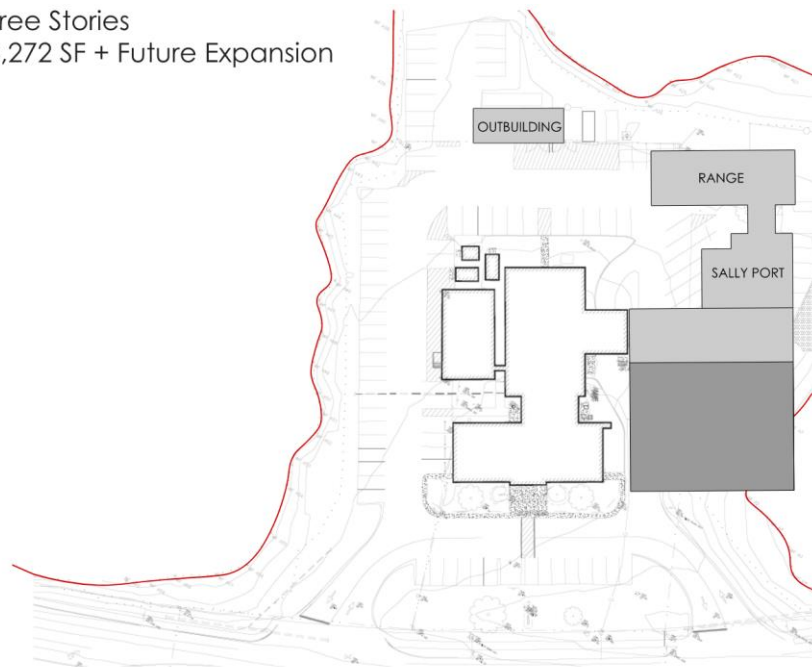 ree Stories
,272 SF + Future Expansion
OUTBUILDING
RANGE
SALLY PORT